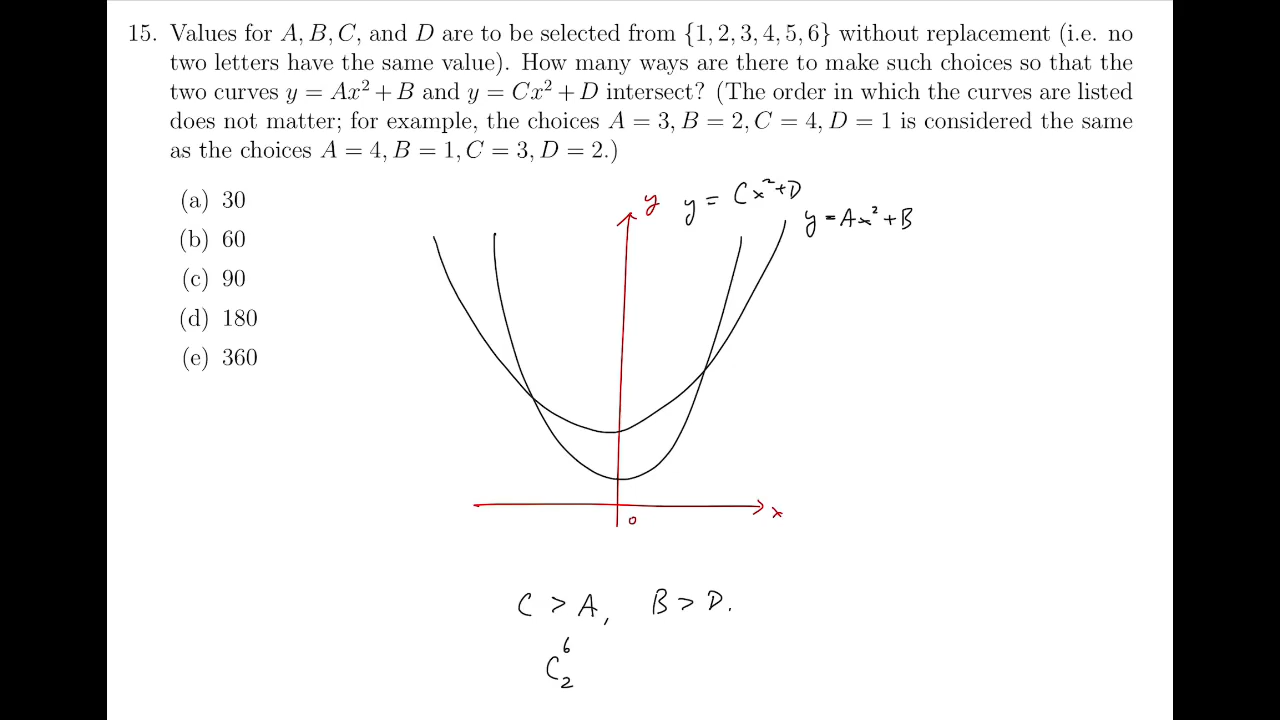 15. Values for A, B, C, and D are to be selected from {1, 2, 3, 4, 5, 6} without replacement (i.e. no
two letters have the same value). How many ways are there to make such choices so that the
two curves y = Ax² + B and y = Cx² + D intersect? (The order in which the curves are listed
does not matter; for example, the choices A = 3, B = 2, C = 4, D = 1 is considered the same
as the choices A = 4, B = 1, C = 3, D = 2.)
(a) 30
(b) 60
(c) 90
(d) 180
(e) 360
y
y = Cx²+D
y = Ax²+B
x
0
C > A, B > D.
C⁶₂